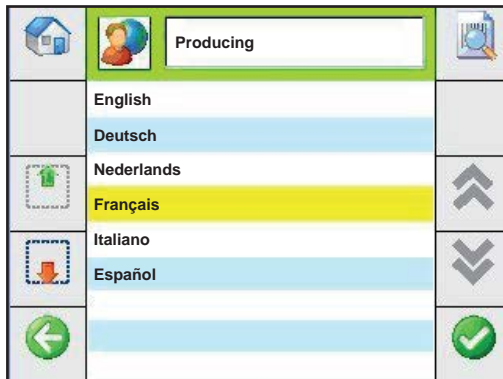 Producing
English
Deutsch
Nederlands
Français
Italiano
Español